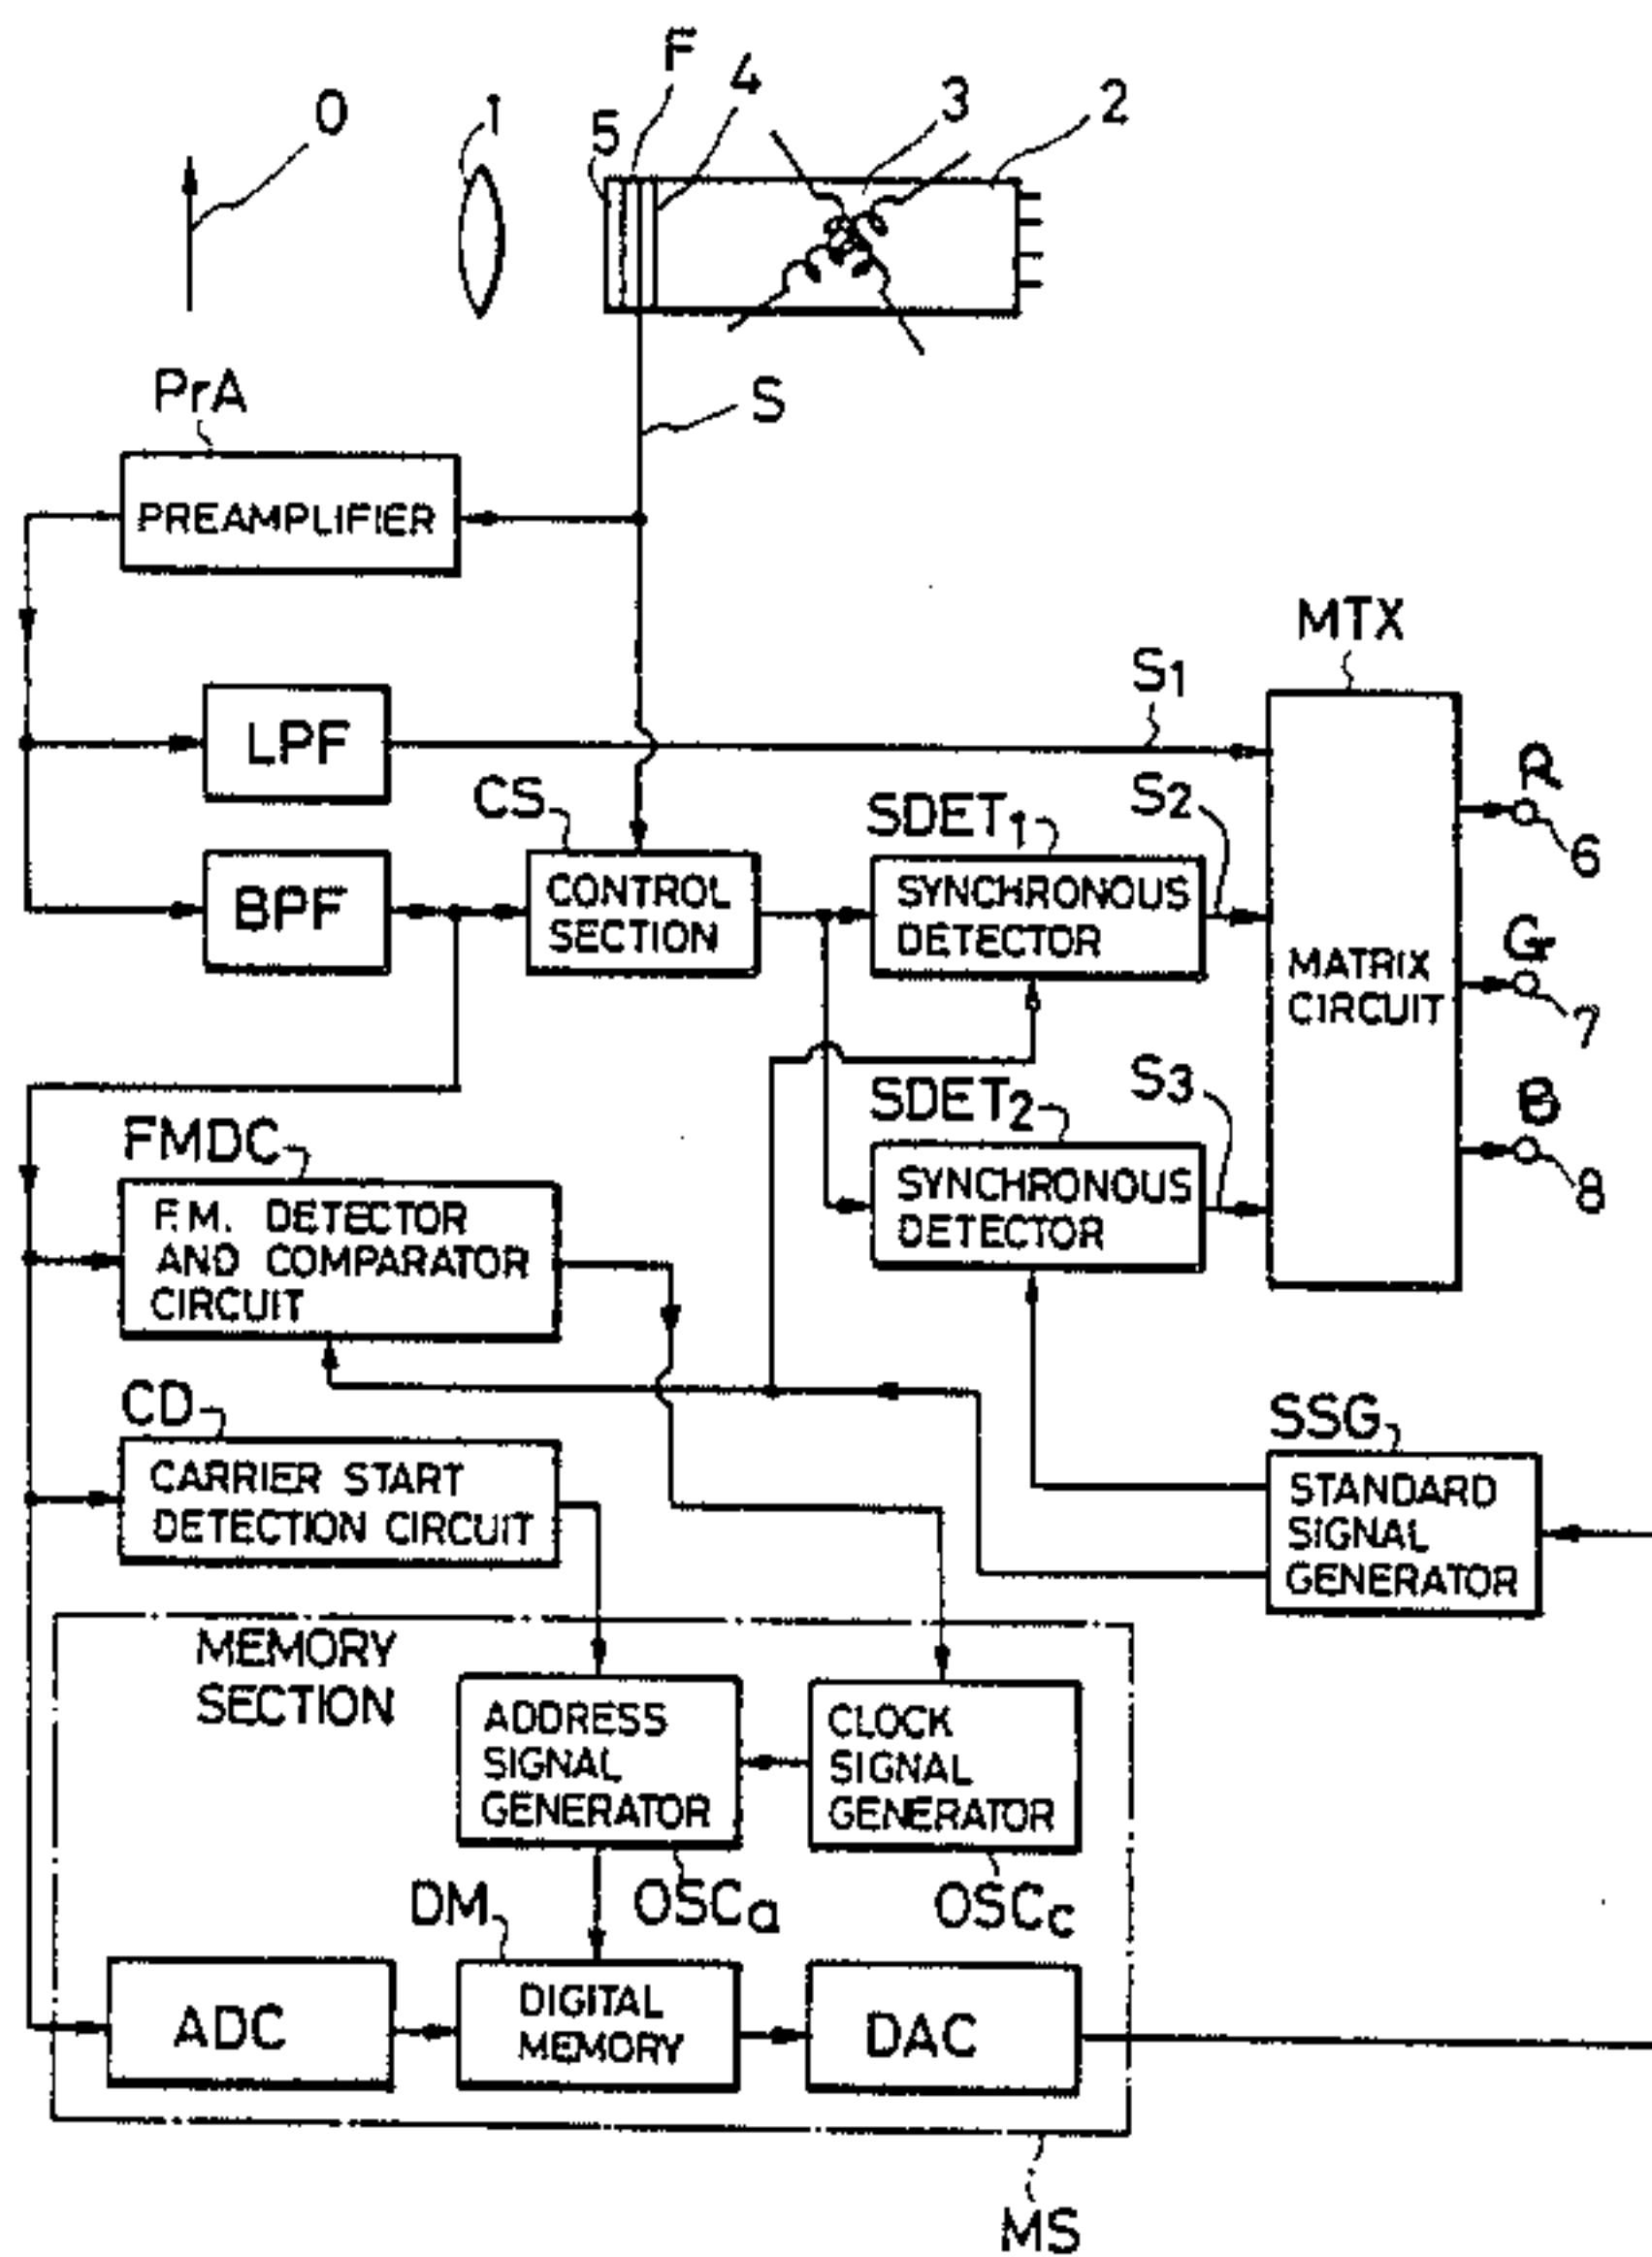 F
4
3
2
O
1
5
PrA
S
PREAMPLIFIER
MTX
S1
LPF
R
CS
SDET1
S2
6
BPF
CONTROL
SECTION
SYNCHRONOUS
DETECTOR
G
MATRIX
CIRCUIT
7
SDET2
S3
B
FMDC
8
F.M. DETECTOR
AND COMPARATOR
CIRCUIT
SYNCHRONOUS
DETECTOR
CD
SSG
CARRIER START
DETECTION CIRCUIT
STANDARD
SIGNAL
GENERATOR
MEMORY
SECTION
ADDRESS
SIGNAL
GENERATOR
CLOCK
SIGNAL
GENERATOR
DM
OSCa
OSCc
ADC
DIGITAL
MEMORY
DAC
MS